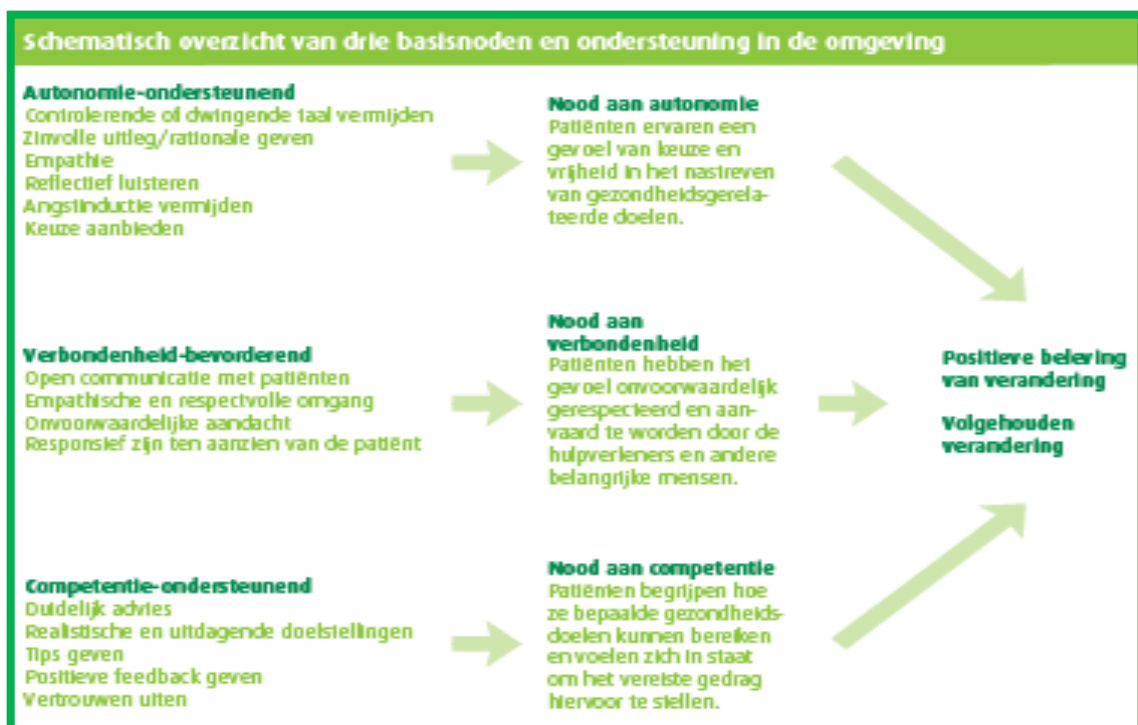 Schematisch overzicht van drie basisnoden en ondersteuning in de omgeving
Autonomie-ondersteunend
Controlerende of dwingende taal vermijden
Zinvolle uitleg/rationale geven
Empathie
Reflectief luisteren
Angstinductie vermijden
Keuze aanbieden
Nood aan autonomie
Patiënten ervaren een
gevoel van keuze en
vrijheid in het nastreven
van gezondheidsgerela-
teerde doelen.
Verbondenheid-bevorderend
Open communicatie met patiënten
Empathische en respectvolle omgang
Onvoorwaardelijke aandacht
Responsief zijn ten aanzien van de patiënt
Nood aan
verbondenheid
Patiënten hebben het
gevoel onvoorwaardelijk
gerespecteerd en aan-
vaard te worden door de
hulpverleners en andere
belangrijke mensen.
Positieve beleving
van verandering
Volgehouden
verandering
Competentie-ondersteunend
Duidelijk advies
Realistische en uitdagende doelstellingen
Tips geven
Positieve feedback geven
Vertrouwen uiten
Nood aan competentie
Patiënten begrijpen hoe
ze bepaalde gezondheids-
doelen kunnen bereiken
en voelen zich in staat
om het vereiste gedrag
hiervoor te stellen.